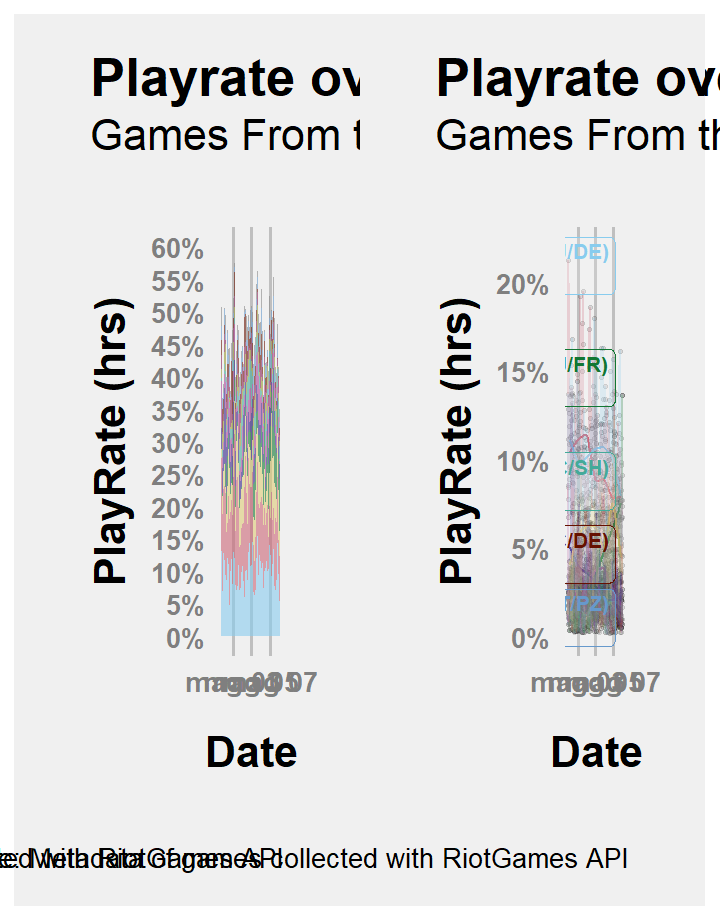 Playrate ov
Games From t
PlayRate (hrs)
60%
55%
50%
45%
40%
35%
30%
25%
20%
15%
10%
5%
0%
Date
Playrate ove
Games From th
PlayRate (hrs)
20%
15%
10%
5%
0%
/DE)
/FR)
/SH)
/DE)
/PZ)
07
Date
collected with RiotGames API